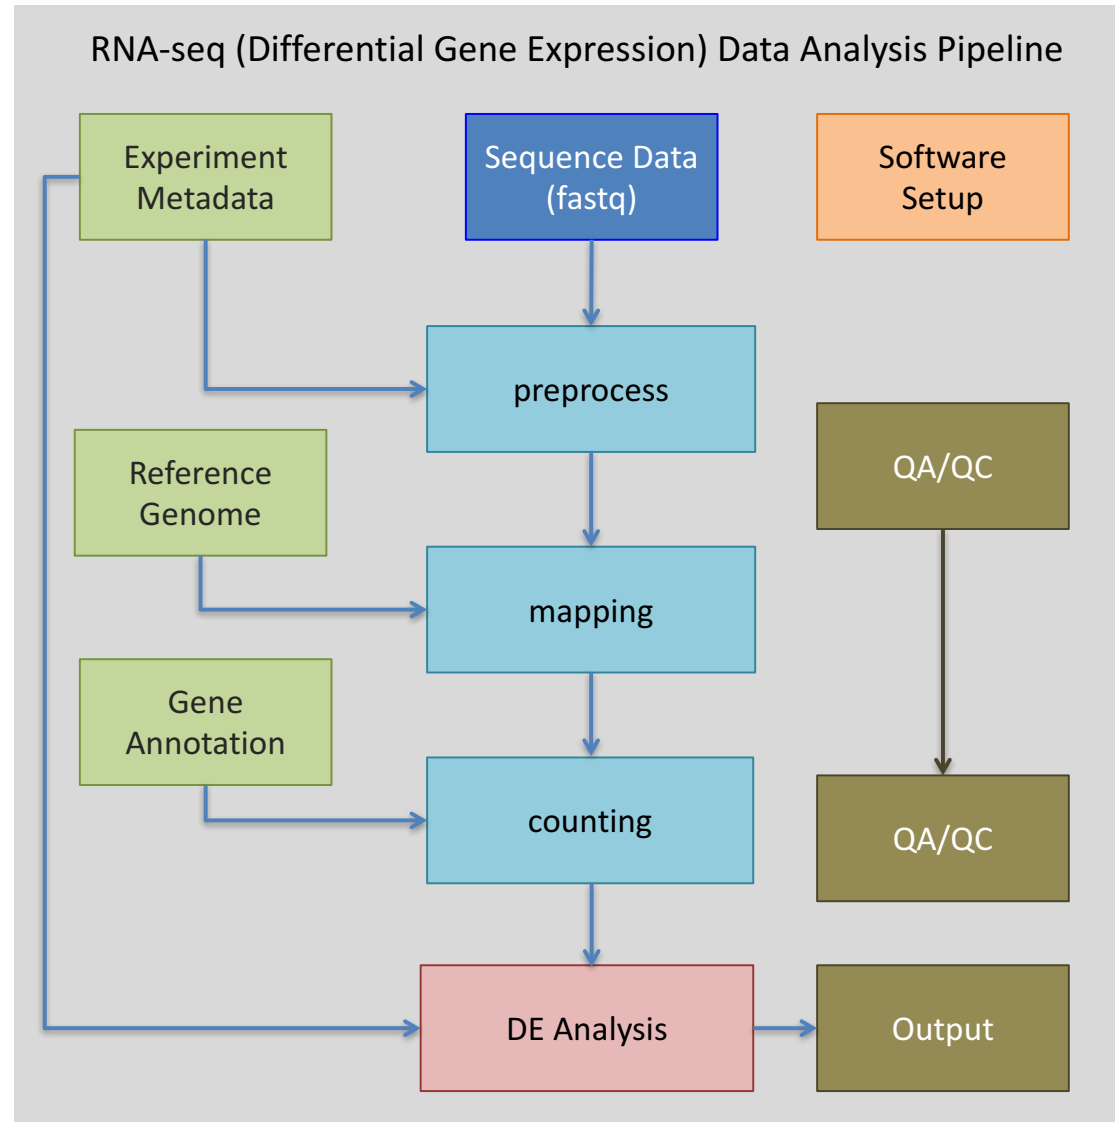 RNA-seq (Differential Gene Expression) Data Analysis Pipeline
Experiment
Metadata
Sequence Data
(fastq)
Software
Setup
preprocess
Reference
Genome
QA/QC
mapping
Gene
Annotation
counting
QA/QC
DE Analysis
Output